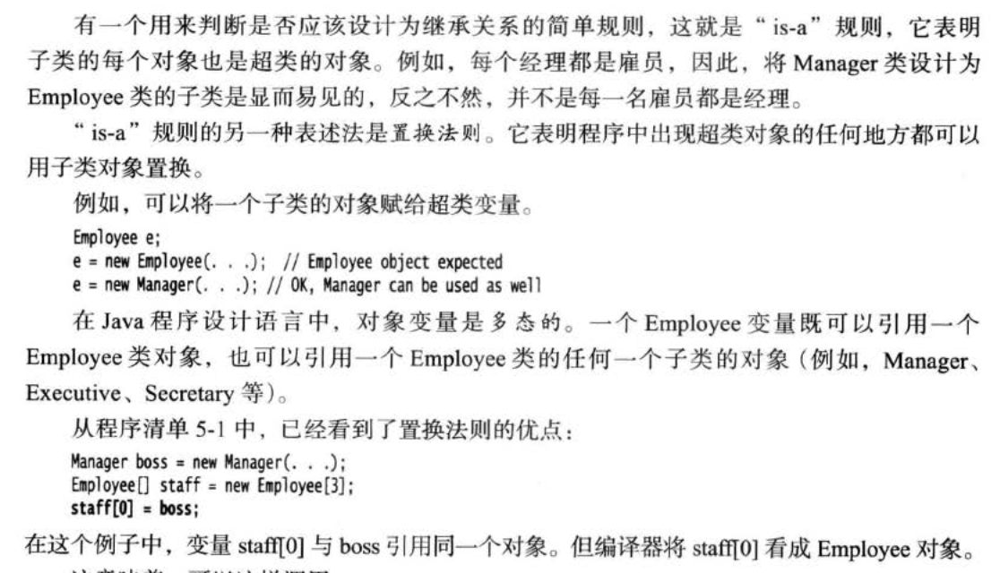 有一个用来判断是否应该设计为继承关系的简单规则，这就是“is-a”规则，它表明
子类的每个对象也是超类的对象。例如，每个经理都是雇员，因此，将 Manager 类设计为
Employee 类的子类是显而易见的，反之不然，并不是每一名雇员都是经理。
“is-a”规则的另一种表述法是置换法则。它表明程序中出现超类对象的任何地方都可以
用子类对象置换。
例如，可以将一个子类的对象赋给超类变量。
Employee e;
e = new Employee(. . .);  // Employee object expected
e = new Manager(. . .); // OK, Manager can be used as well
在 Java 程序设计语言中，对象变量是多态的。一个 Employee 变量既可以引用一个
Employee 类对象，也可以引用一个 Employee 类的任何一个子类的对象（例如，Manager、
Executive、Secretary 等）。
从程序清单 5-1 中，已经看到了置换法则的优点：
Manager boss = new Manager(. . .);
Employee[] staff = new Employee[3];
staff[0] = boss;
在这个例子中，变量 staff[0] 与 boss 引用同一个对象。但编译器将 staff[0] 看成 Employee 对象。